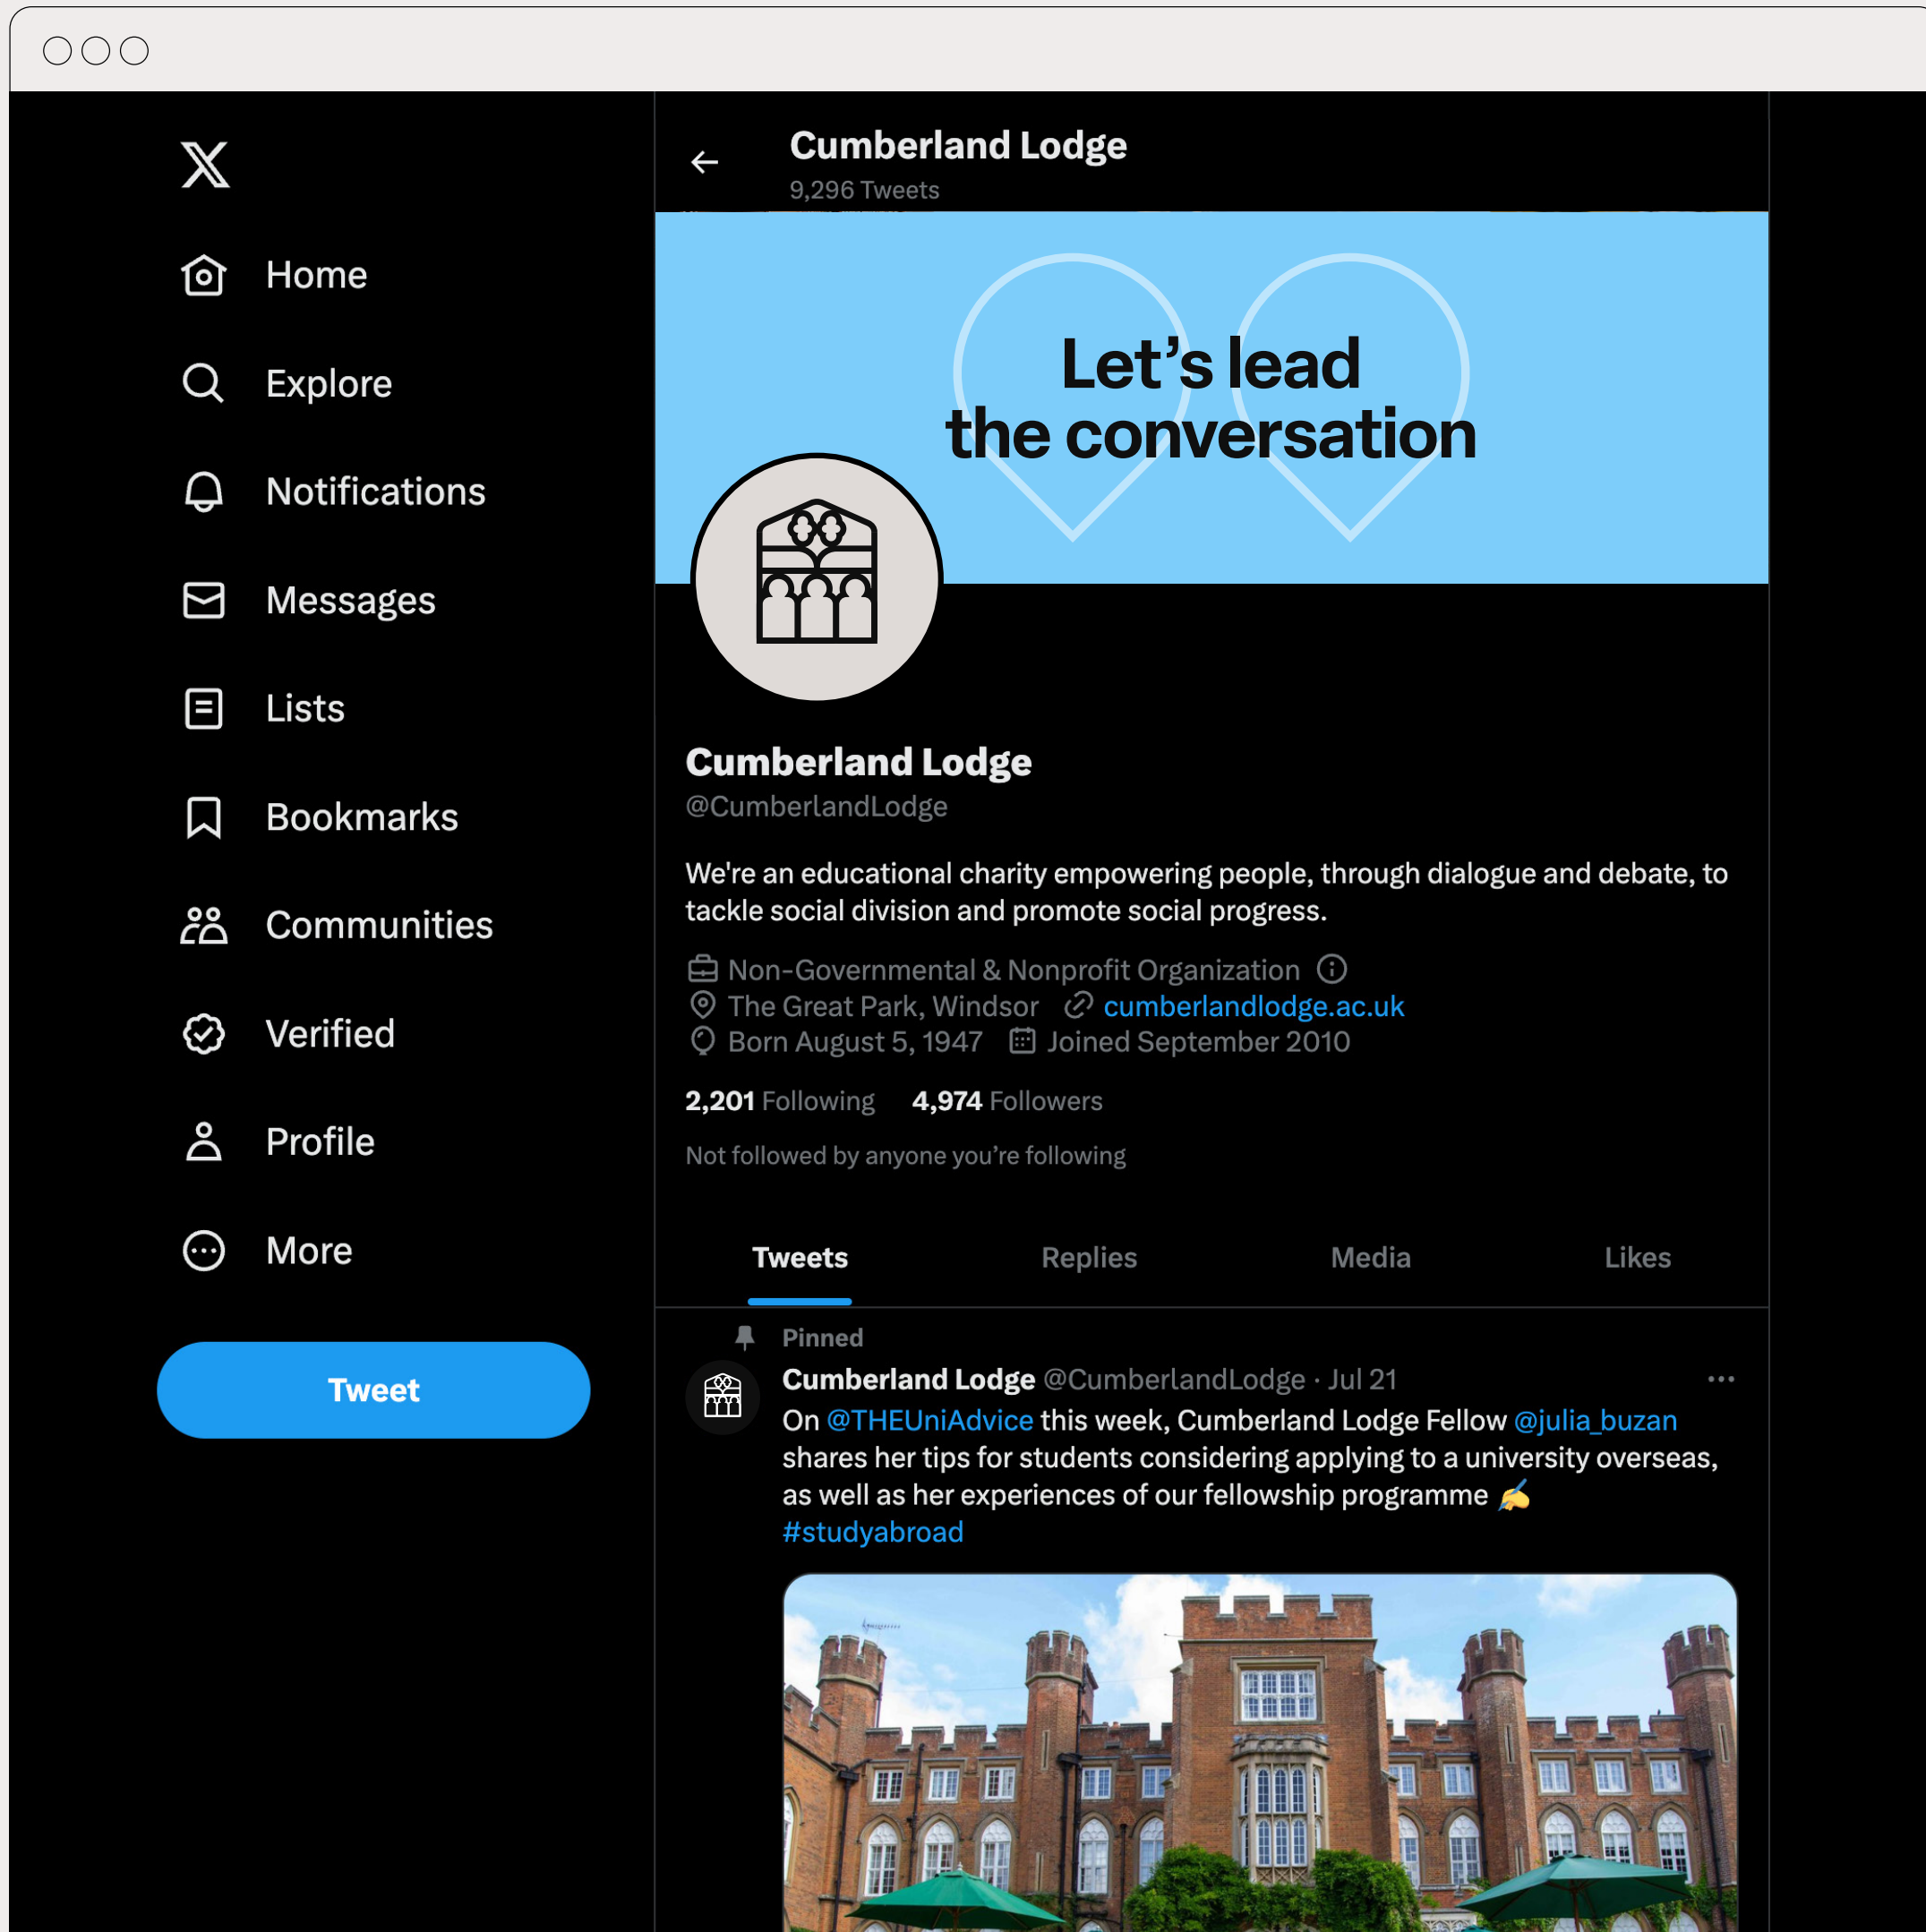 Home
Explore
Notifications
Messages
Lists
Bookmarks
Communities
Verified
Profile
More
Tweet
Cumberland Lodge
9,296 Tweets
Let’s lead
the conversation
Cumberland Lodge
@CumberlandLodge
We're an educational charity empowering people, through dialogue and debate, to
tackle social division and promote social progress.
Non-Governmental & Nonprofit Organization
The Great Park, Windsor cumberlandlodge.ac.uk
Born August 5, 1947 Joined September 2010
2,201 Following 4,974 Followers
Not followed by anyone you’re following
Tweets Replies Media Likes
Pinned
Cumberland Lodge @CumberlandLodge · Jul 21
On @THEUniAdvice this week, Cumberland Lodge Fellow @julia_buzan
shares her tips for students considering applying to a university overseas,
as well as her experiences of our fellowship programme ✍️
#studyabroad